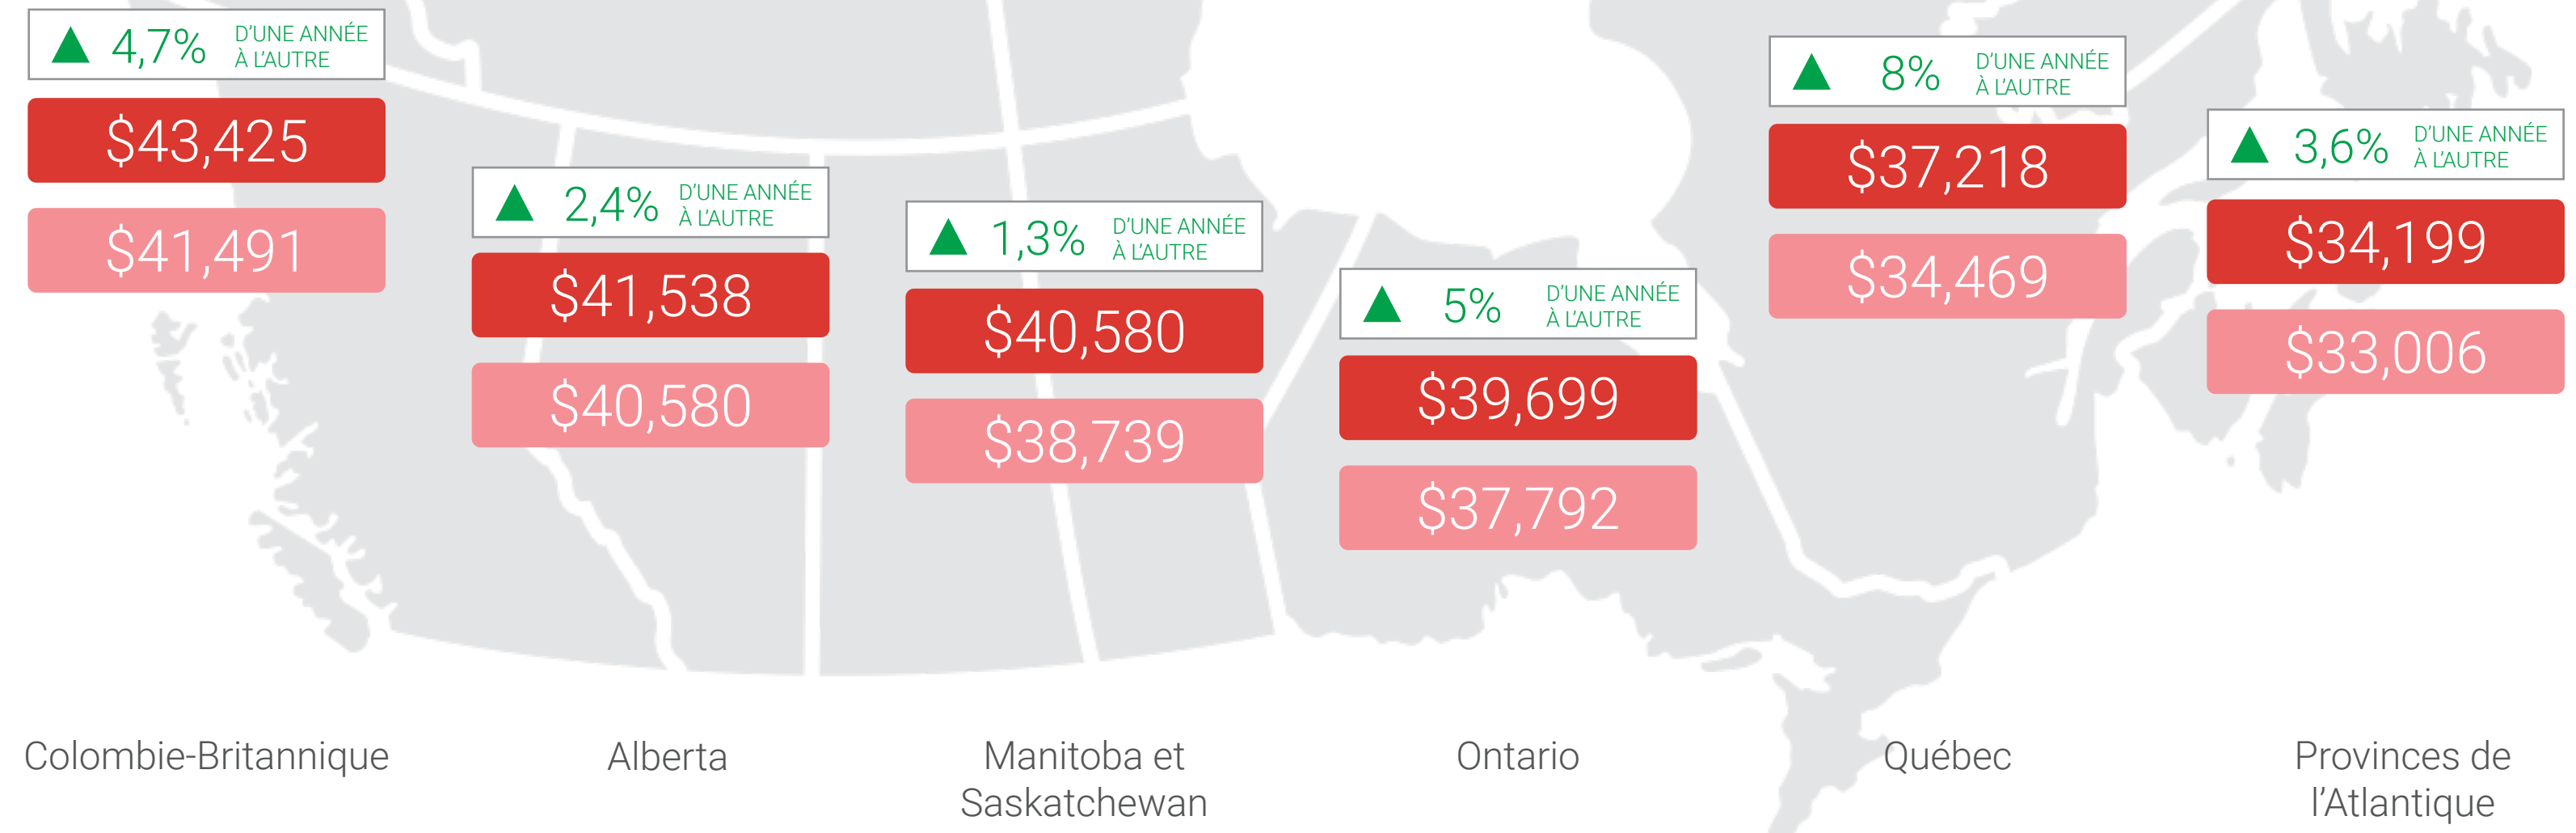 4,7%
D'UNE ANNÉE
À L'AUTRE
$43,425
$41,491
2,4%
D'UNE ANNÉE
À L'AUTRE
$41,538
$40,580
1,3%
D'UNE ANNÉE
À L'AUTRE
$40,580
$38,739
5%
D'UNE ANNÉE
À L'AUTRE
$39,699
$37,792
8%
D'UNE ANNÉE
À L'AUTRE
$37,218
$34,469
3,6%
D'UNE ANNÉE
À L'AUTRE
$34,199
$33,006
Colombie-Britannique
Alberta
Manitoba et
Saskatchewan
Ontario
Québec
Provinces de
l'Atlantique